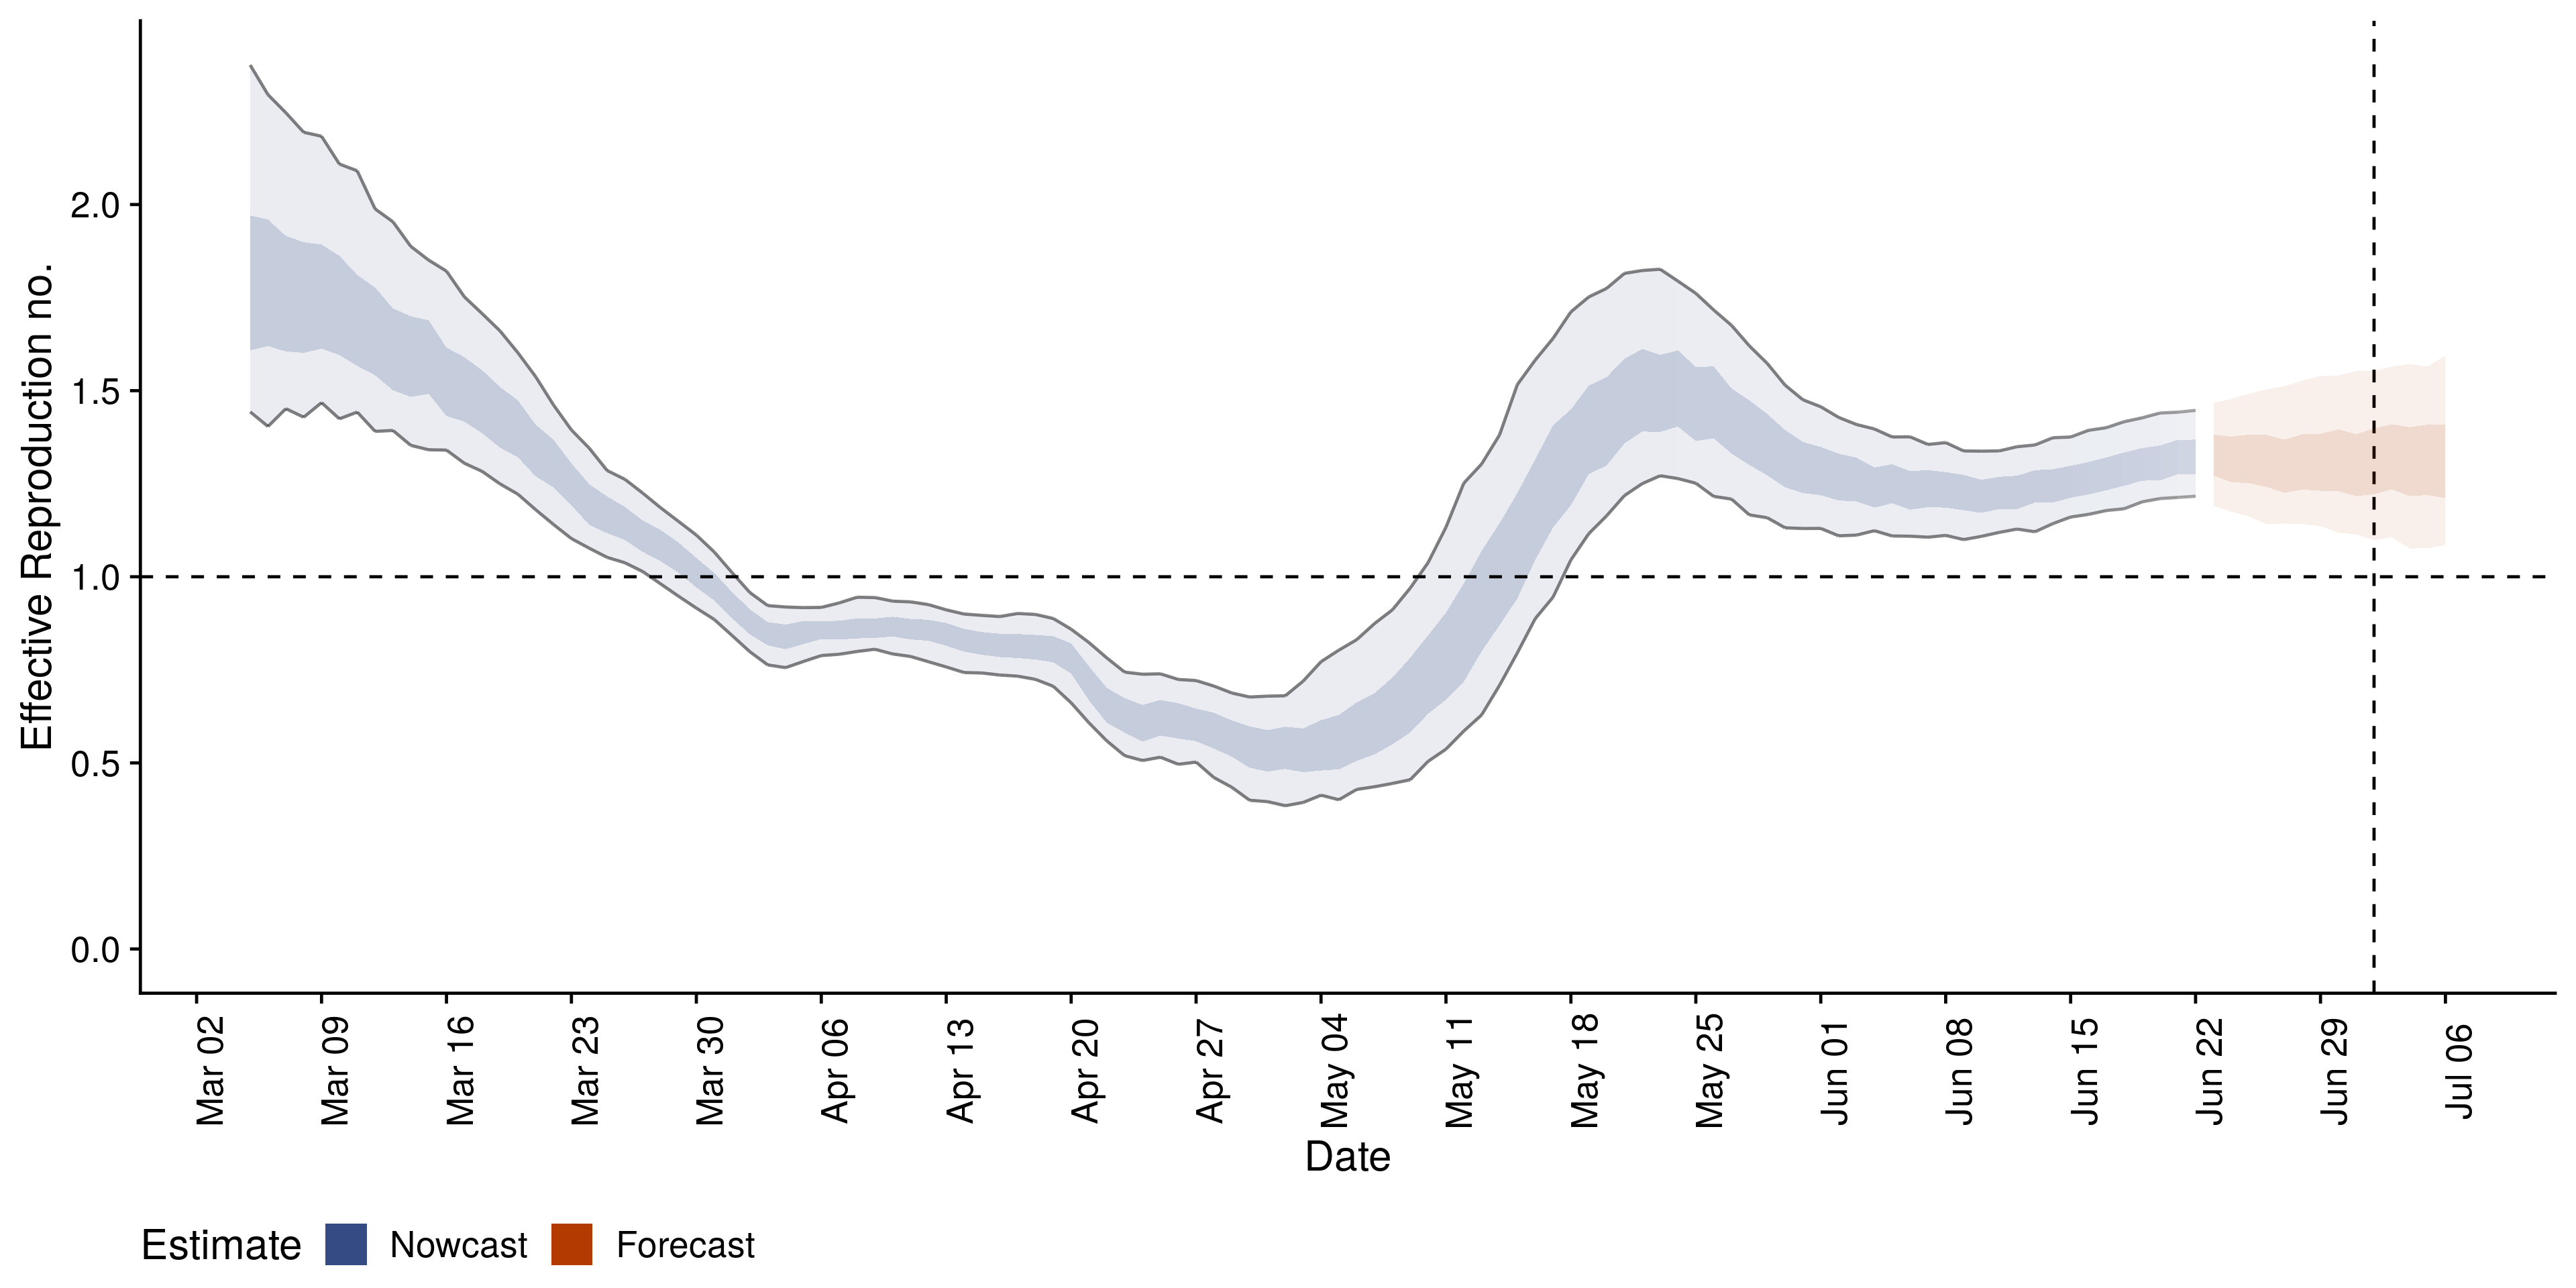 Effective Reproduction no.
2.0
1.5
1.0
0.5
0.0
Mar 02
Mar 09
Mar 16
Mar 23
Mar 30
Apr 06
Apr 13
Apr 20
Apr 27
May 04
May 11
May 18
May 25
Jun 01
Jun 08
Jun 15
Jun 22
Jun 29
Jul 06
Date
Estimate Nowcast Forecast